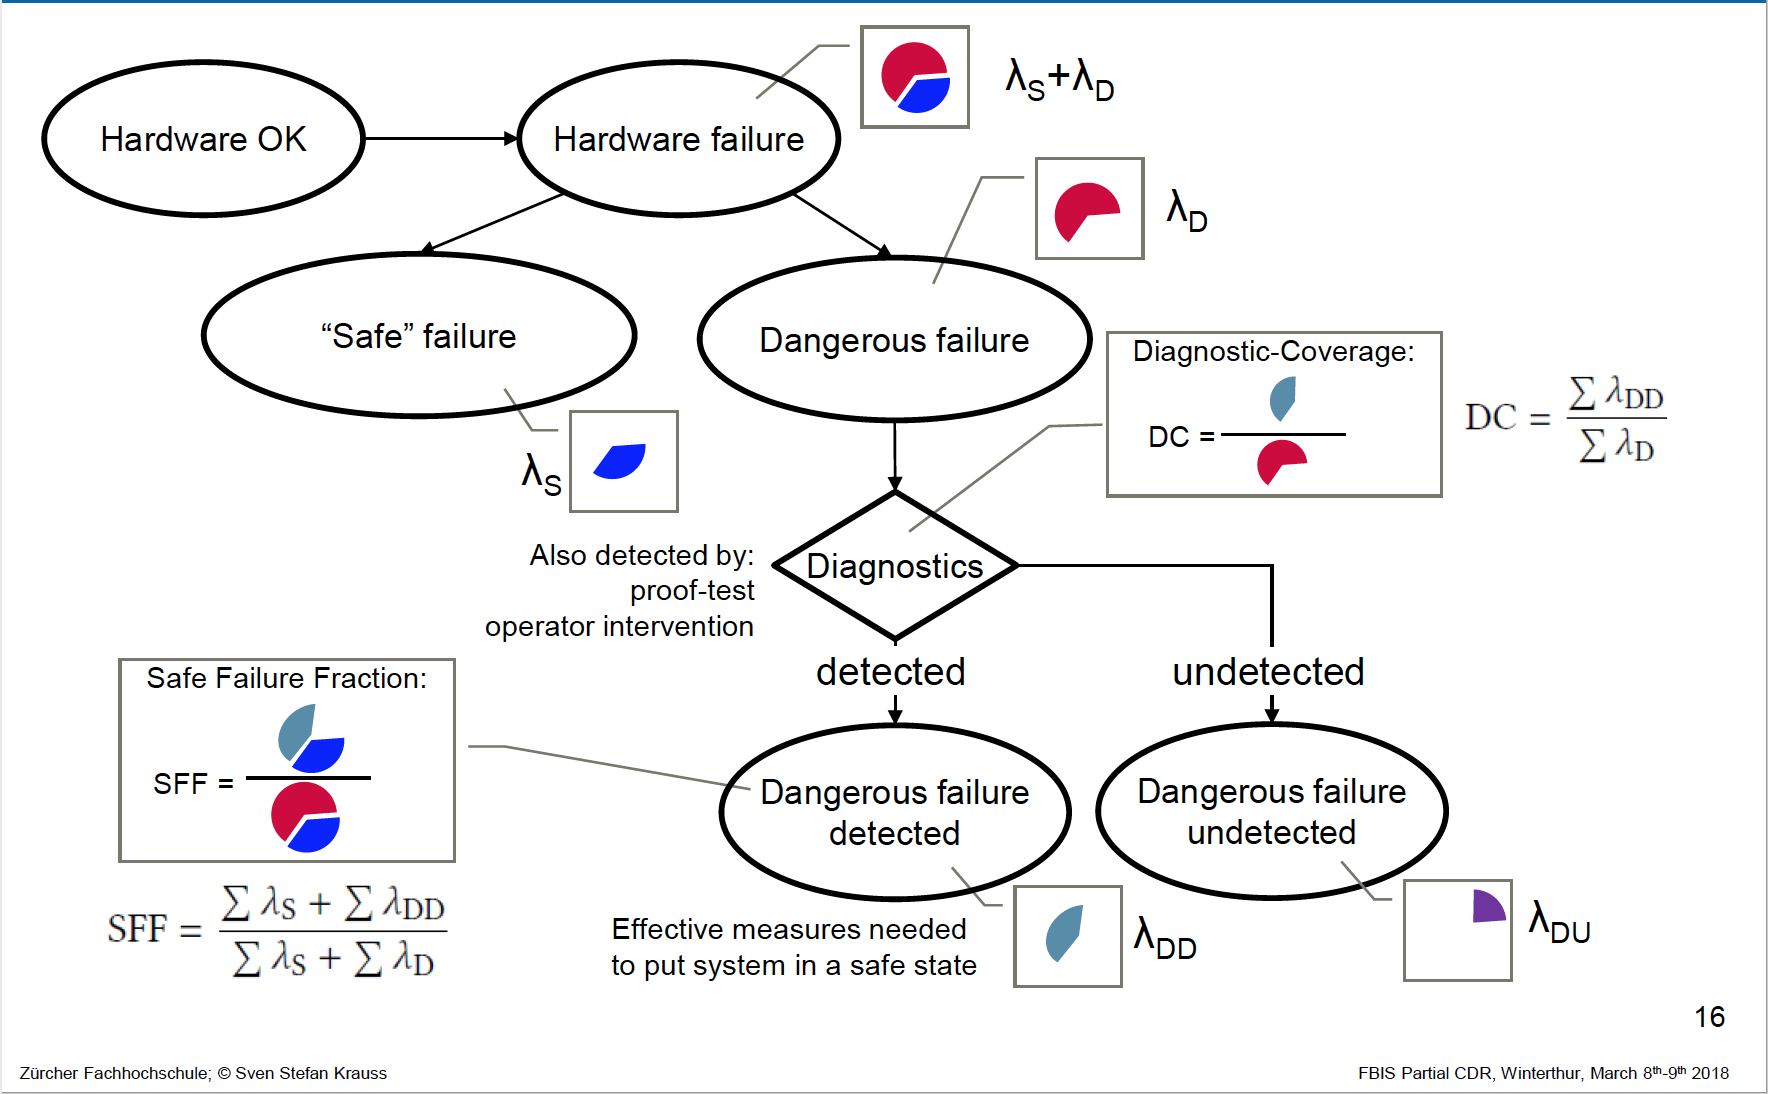 λS+λD
Hardware OK
Hardware failure
λD
“Safe” failure
Dangerous failure
Diagnostic-Coverage:
DC =
DC = ∑ λDD / ∑ λD
λS
Also detected by:
proof-test
operator intervention
Diagnostics
detected
undetected
Safe Failure Fraction:
SFF =
SFF = ∑ λS + ∑ λDD / ∑ λS + ∑ λD
Dangerous failure
detected
Dangerous failure
undetected
Effective measures needed
to put system in a safe state
λDD
λDU
16
Zürcher Fachhochschule; © Sven Stefan Krauss
FBIS Partial CDR, Winterthur, March 8th-9th 2018